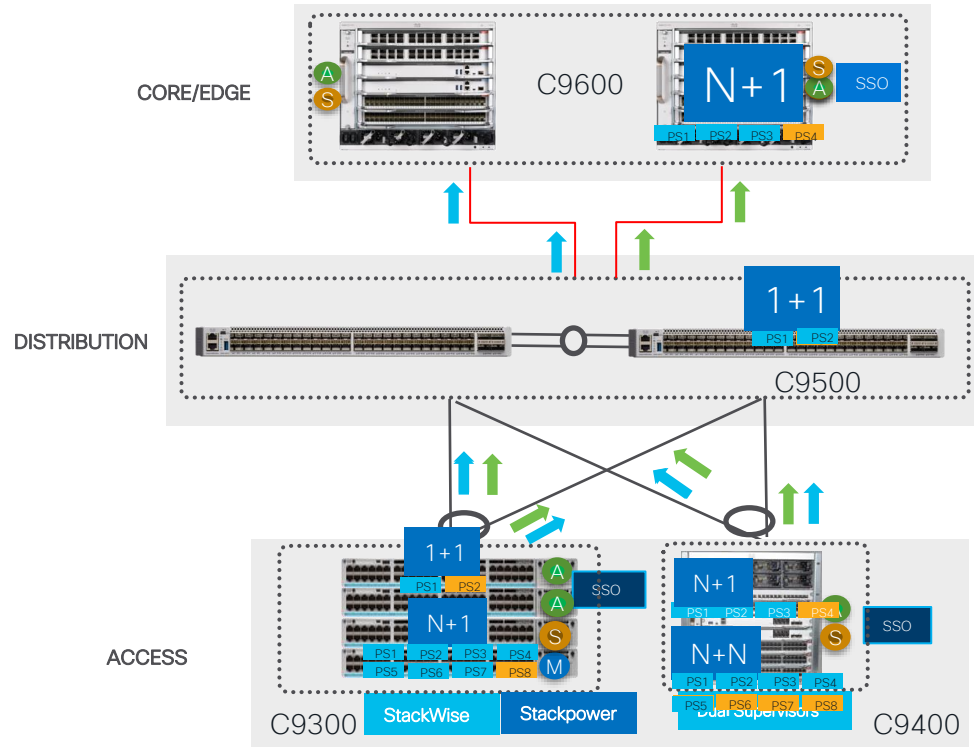 CORE/EDGE
A
S
C9600
N+1
S
A
SSO
PS1 PS2 PS3 PS4
DISTRIBUTION
1+1
PS1 PS2
C9500
ACCESS
1+1
PS1 PS2
N+1
PS1 PS2 PS3 PS4
PS5 PS6 PS7 PS8
A
A
S
M
SSO
C9300
StackWise
Stackpower
N+1
PS1 PS2 PS3 PS4
A
S
SSO
N+N
PS1 PS2 PS3 PS4
PS5 PS6 PS7 PS8
Dual Supervisors
C9400